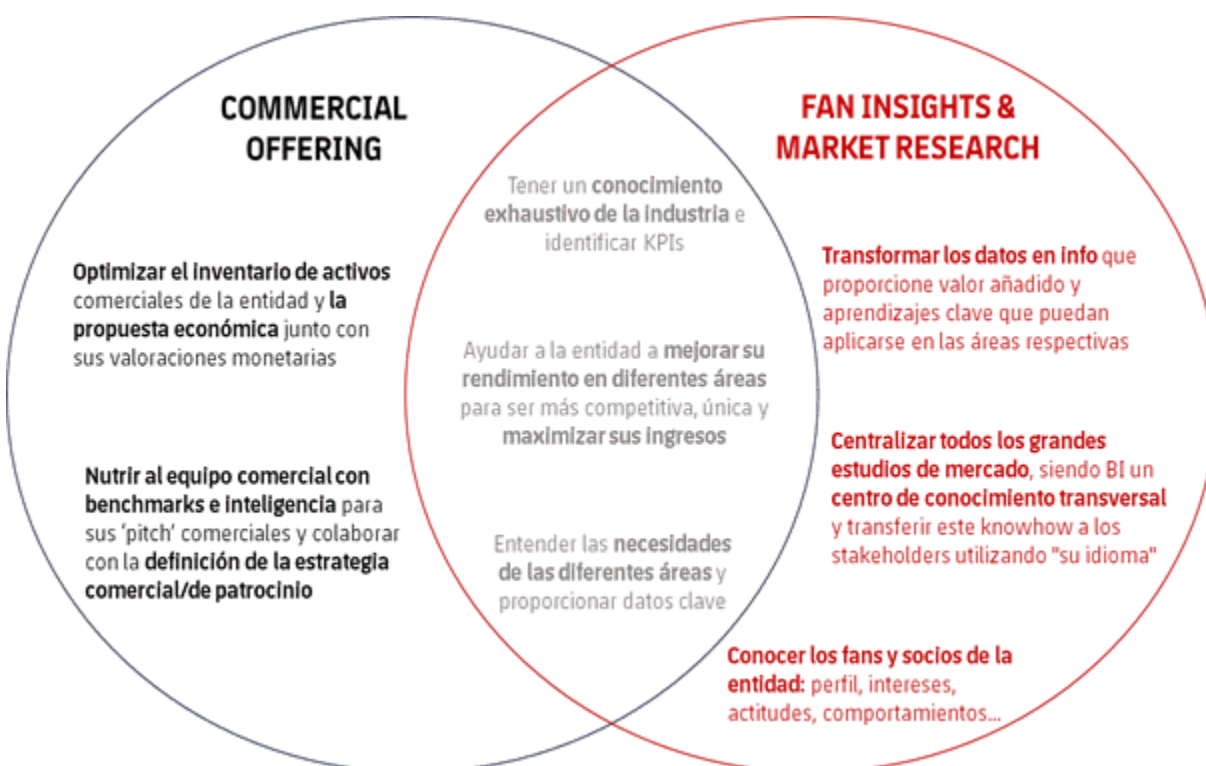 COMMERCIAL
OFFERING
Optimizar el inventario de activos
comerciales de la entidad y la
propuesta económica junto con
sus valoraciones monetarias
Nutrir al equipo comercial con
benchmarks e inteligencia para
sus 'pitch' comerciales y colaborar
con la definición de la estrategia
comercial/de patrocinio
Tener un conocimiento
exhaustivo de la industria e
identificar KPIs
Ayudar a la entidad a mejorar su
rendimiento en diferentes áreas
para ser más competitiva, única y
maximizar sus ingresos
Entender las necesidades
de las diferentes áreas y
proporcionar datos clave
FAN INSIGHTS &
MARKET RESEARCH
Transformar los datos en info que
proporcione valor añadido y
aprendizajes clave que puedan
aplicarse en las áreas respectivas
Centralizar todos los grandes
estudios de mercado, siendo BI un
centro de conocimiento transversal
y transferir este knowhow a los
stakeholders utilizando "su idioma"
Conocer los fans y socios de la
entidad: perfil, intereses,
actitudes, comportamientos...